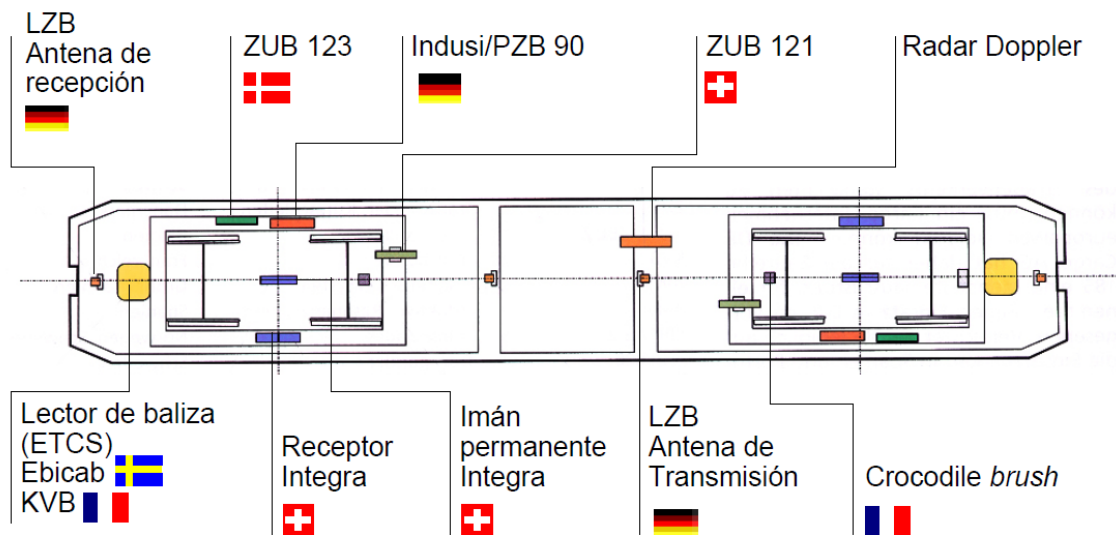 LZB
Antena de
recepción
ZUB 123
Indusi/PZB 90
ZUB 121
Radar Doppler
Lector de baliza
(ETCS)
Ebicab
KVB
Receptor
Integra
Imán
permanente
Integra
LZB
Antena de
Transmisión
Crocodile brush